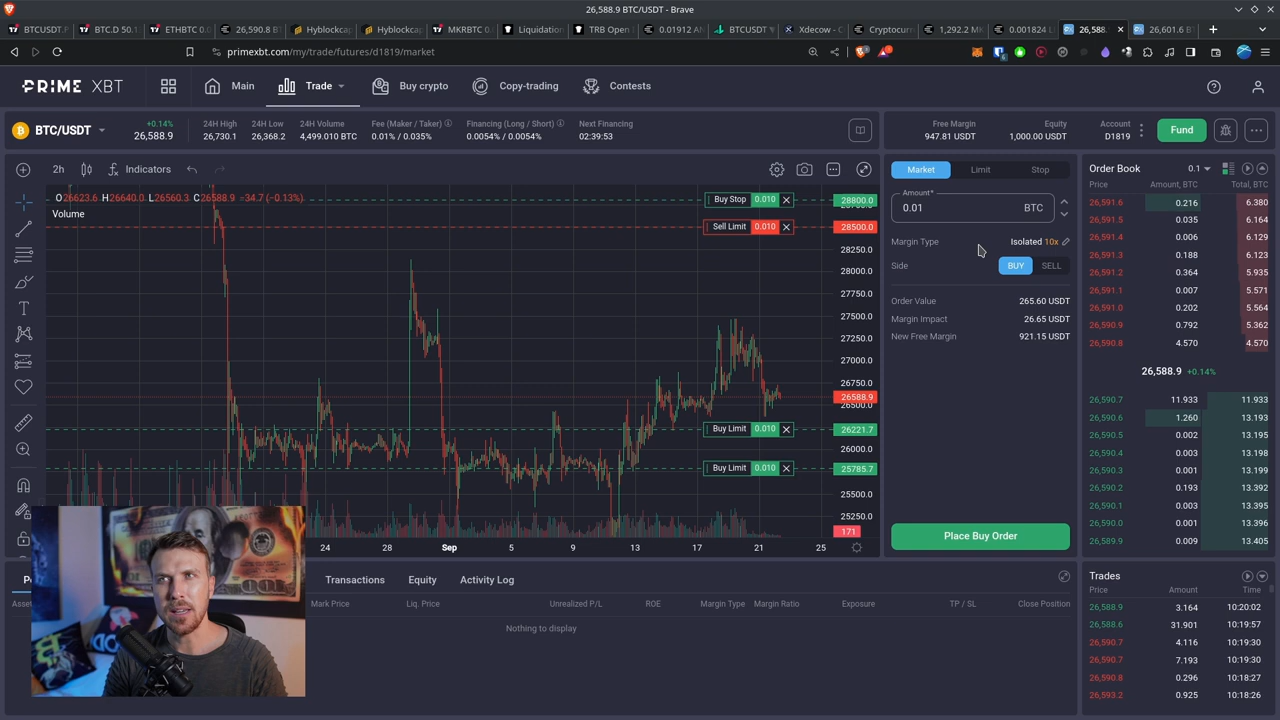 26,588.9 BTC/USDT - Brave
BTCUSDT.F
BTC.D 50.1
ETHBTC 0.0
26,590.8 B
Hyblockcap
Hyblockcap
MKRBTC 0.
Liquidation
TRB Open I
0.01912 A
BTCUSDT
Xdecow -
Cryptocurr
1,292.2 M
0.001824 L
26,588.
26,601.6 B
primexbt.com/my/trade/futures/d1819/market
PRIME XBT
Main
Trade
Buy crypto
Copy-trading
Contests
BTC/USDT
+0.14%
26,588.9
24H High
26,730.1
24H Low
26,368.2
24H Volume
4,499.010 BTC
Fee (Maker / Taker)
0.01% / 0.035%
Financing (Long / Short)
0.0054% / 0.0054%
Next Financing
02:39:53
Free Margin
947.81 USDT
Equity
1,000.00 USDT
Account
D1819
Fund
2h
Indicators
O26623.6 H26640.0 L26560.3 C26588.9 −34.7 (−0.13%)
Volume
Buy Stop 0.010
28800.0
Sell Limit 0.010
28500.0
28250.0
28000.0
27750.0
27500.0
27250.0
27000.0
26750.0
26588.9
26500.0
Buy Limit 0.010
26221.7
26000.0
Buy Limit 0.010
25785.7
25500.0
25250.0
171
24
28
Sep
5
9
13
17
21
25
Market
Limit
Stop
Amount*
0.01 BTC
Margin Type
Isolated 10x
Side
BUY
SELL
Order Value
265.60 USDT
Margin Impact
26.65 USDT
New Free Margin
921.15 USDT
Place Buy Order
Order Book
0.1
Price Amount, BTC Total, BTC
26,591.6 0.216 6.380
26,591.5 0.035 6.164
26,591.4 0.006 6.129
26,591.3 0.188 6.123
26,591.2 0.364 5.935
26,591.1 0.007 5.571
26,591.0 0.202 5.564
26,590.9 0.792 5.362
26,590.8 4.570 4.570
26,588.9 +0.14%
26,590.7 11.933 11.933
26,590.6 1.260 13.193
26,590.5 0.002 13.195
26,590.4 0.003 13.198
26,590.3 0.001 13.199
26,590.2 0.193 13.392
26,590.1 0.003 13.395
26,590.0 0.001 13.396
26,589.9 0.009 13.405
Transactions
Equity
Activity Log
Mark Price
Liq. Price
Unrealized P/L
ROE
Margin Type
Margin Ratio
Exposure
TP / SL
Close Position
Nothing to display
Trades
Price Amount Time
26,588.9 3.164 10:20:02
26,588.6 31.901 10:19:57
26,590.7 4.116 10:19:30
26,590.7 7.193 10:19:30
26,590.8 0.296 10:18:27
26,593.2 0.925 10:18:26